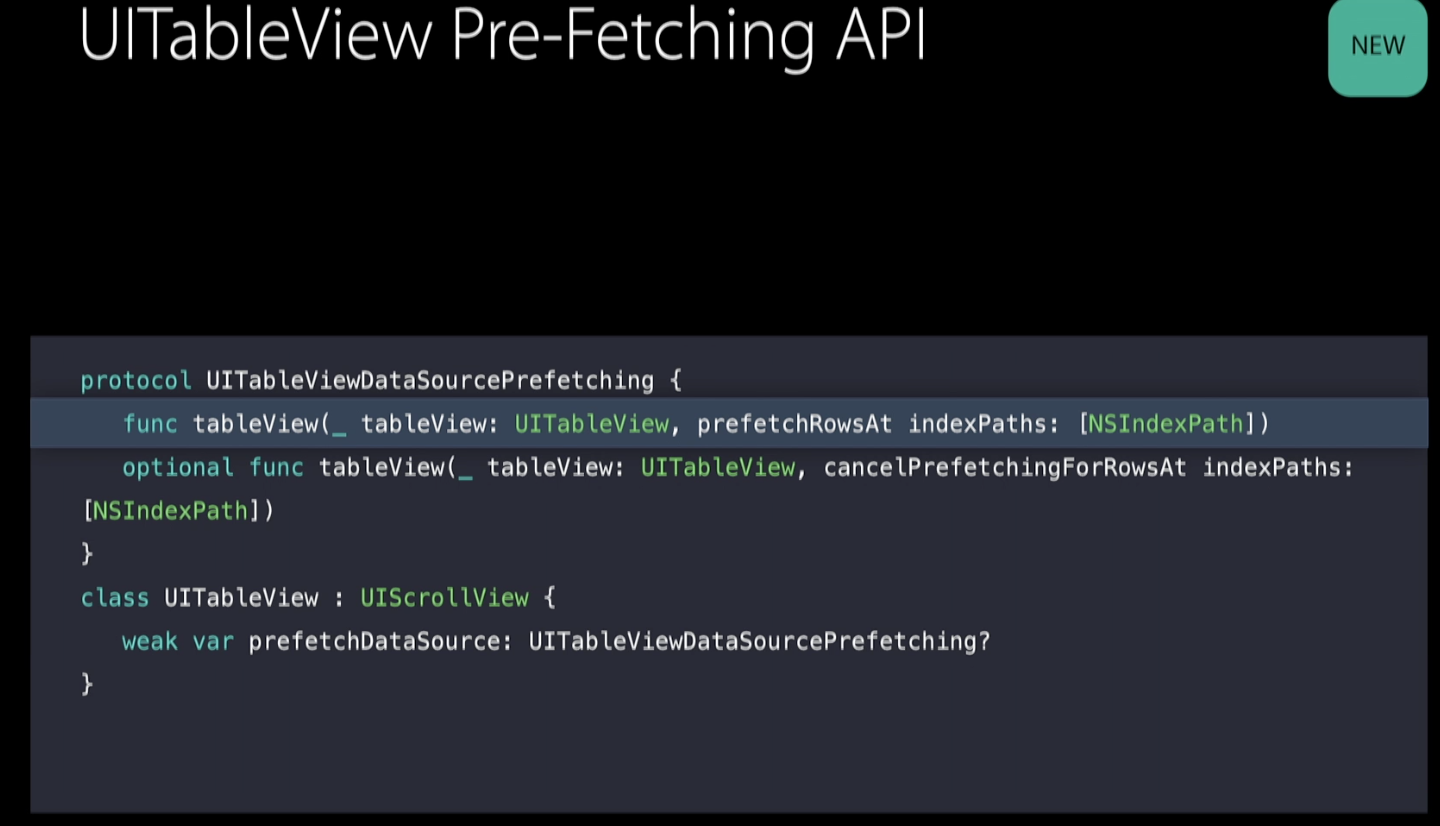 UITableView Pre-Fetching API
NEW
protocol UITableViewDataSourcePrefetching {
func tableView(_ tableView: UITableView, prefetchRowsAt indexPaths: [NSIndexPath])
optional func tableView(_ tableView: UITableView, cancelPrefetchingForRowsAt indexPaths:
[NSIndexPath])
}
class UITableView : UIScrollView {
weak var prefetchDataSource: UITableViewDataSourcePrefetching?
}